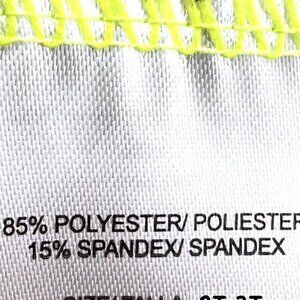 85% POLYESTER/ POLIESTER
15% SPANDEX/ SPANDEX